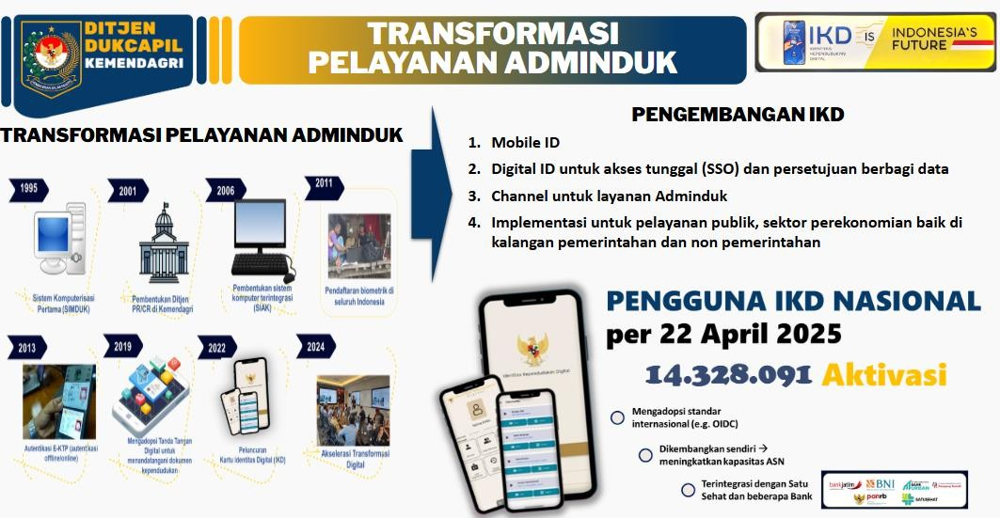 DITJEN
DUKCAPIL
KEMENDAGRI
TRANSFORMASI
PELAYANAN ADMINDUK
IKD
IDENTITAS
KEPENDUDUKAN
DIGITAL
IS
INDONESIA'S
FUTURE
TRANSFORMASI PELAYANAN ADMINDUK
1995
Sistem Komputerisasi
Pertama (SIMDUK)
2001
Pembentukan Ditjen
PR/CR di Kemendagri
2006
Pembentukan sistem
komputer terintegrasi
(SIAK)
2011
Pendaftaran biometrik di
seluruh Indonesia
2013
Autentikasi E-KTP (autentikasi
offline/online)
2019
Mengadopsi Tanda Tangan
Digital untuk
menandatangani dokumen
kependudukan
2022
Peluncuran
Kartu identitas Digital (IKD)
2024
Akselerasi Transformasi
Digital
PENGEMBANGAN IKD
1. Mobile ID
2. Digital ID untuk akses tunggal (SSO) dan persetujuan berbagi data
3. Channel untuk layanan Adminduk
4. Implementasi untuk pelayanan publik, sektor perekonomian baik di
kalangan pemerintahan dan non pemerintahan
Identitas Kependudukan Digital
PENGGUNA IKD NASIONAL
per 22 April 2025
14.328.091 Aktivasi
Mengadopsi standar
internasional (e.g. OIDC)
Dikembangkan sendiri →
meningkatkan kapasitas ASN
Terintegrasi dengan Satu
Sehat dan beberapa Bank
bankjatim
BNI
panrb
SATUSEHAT